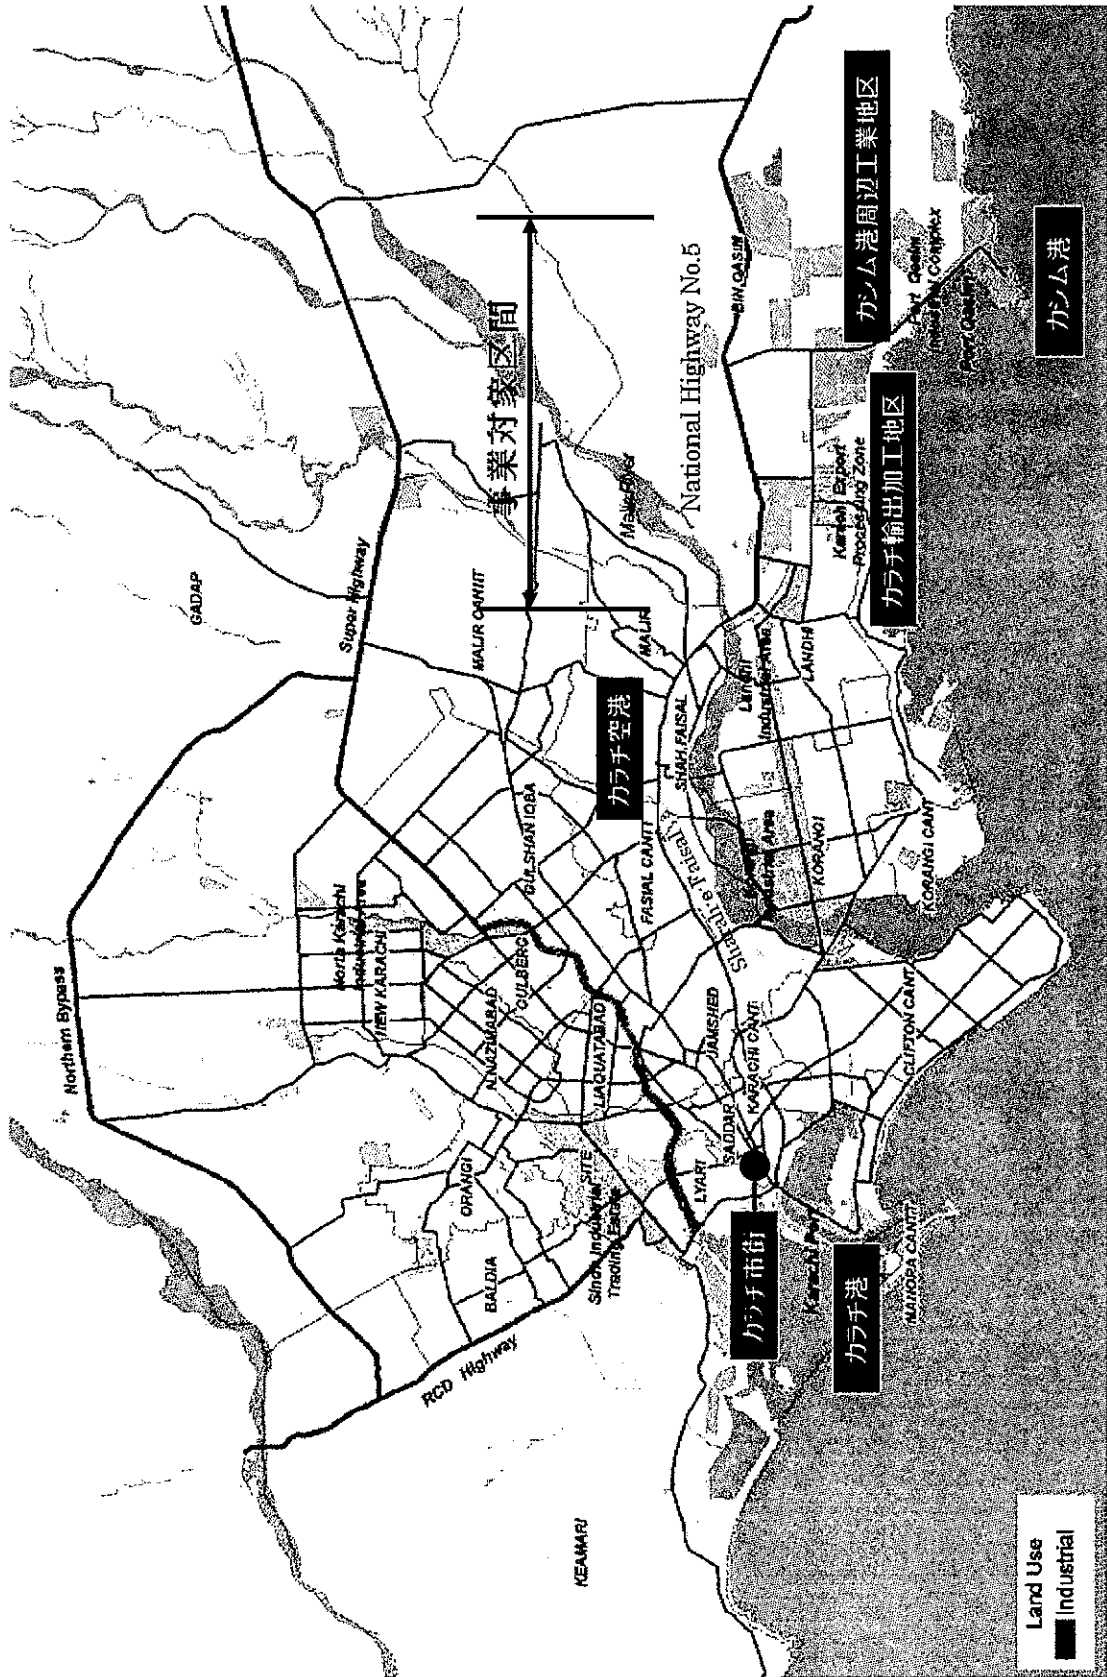 Northern Bypass
GADAP
Super Highway
RCD Highway
North Karachi
NEW KARACHI
ORANGI
BALDIA
N.NAZIMABAD
GULBERG
GULSHAN IQBA
MALIR CANTT
事業対象区間
SITE
Sindh Industrial
Trading Estate
LIAQUATABAD
KEAMARI
カラチ空港
FASIAL CANTT
MALIR
Malir River
National Highway No.5
LYARI
SADDAR
JAMSHED
KARACHI CANTT
Sharah e Faisal
SHAH FAISAL
Landhi
Industrial Area
BIN QASIM
カラチ市街
Karachi Port
カラチ港
MANORA CANTT
CLIFTON CANT
KORANGI
KORANGI CANT
LANDHI
Karachi Export
Processing Zone
カラチ輸出加工地区
カシム港周辺工業地区
Port Qasim
カシム港
Land Use
Industrial